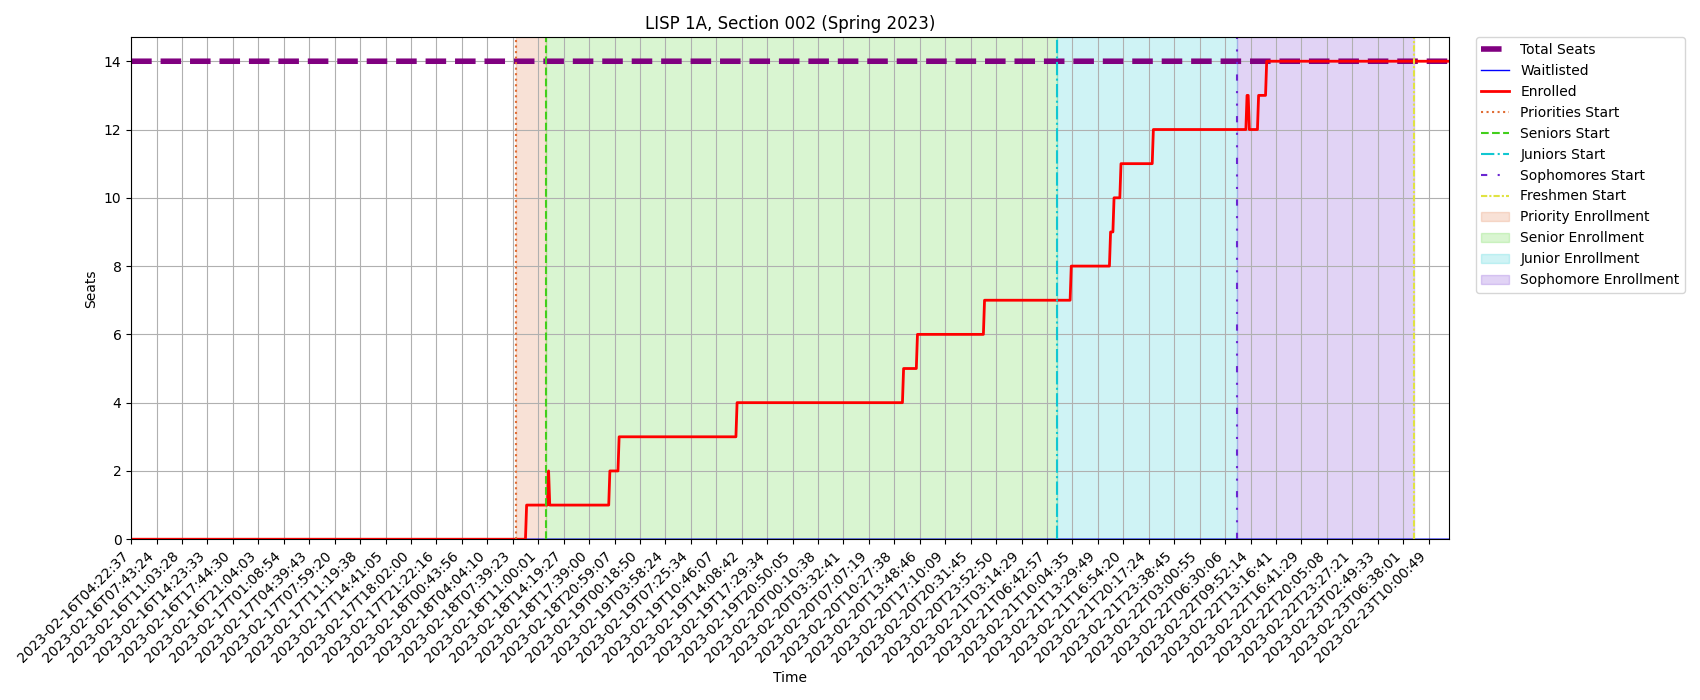 LISP 1A, Section 002 (Spring 2023)
Seats
14
12
10
8
6
4
2
0
2023-02-16T04:22:37
2023-02-16T07:43:24
2023-02-16T11:03:28
2023-02-16T14:23:33
2023-02-16T17:44:30
2023-02-16T21:04:03
2023-02-17T01:08:54
2023-02-17T04:39:43
2023-02-17T07:59:20
2023-02-17T11:19:38
2023-02-17T14:41:05
2023-02-17T18:02:00
2023-02-17T21:22:16
2023-02-18T00:43:56
2023-02-18T04:04:10
2023-02-18T07:39:23
2023-02-18T11:00:01
2023-02-18T14:19:27
2023-02-18T17:39:00
2023-02-18T20:59:07
2023-02-19T00:18:50
2023-02-19T03:58:24
2023-02-19T07:25:34
2023-02-19T10:46:07
2023-02-19T14:08:42
2023-02-19T17:29:34
2023-02-19T20:50:05
2023-02-20T00:10:38
2023-02-20T03:32:41
2023-02-20T07:07:19
2023-02-20T10:27:38
2023-02-20T13:48:46
2023-02-20T17:10:09
2023-02-20T20:31:45
2023-02-20T23:52:50
2023-02-21T03:14:29
2023-02-21T06:42:57
2023-02-21T10:04:35
2023-02-21T13:29:49
2023-02-21T16:54:20
2023-02-21T20:17:24
2023-02-21T23:38:45
2023-02-22T03:00:55
2023-02-22T06:30:06
2023-02-22T09:52:14
2023-02-22T13:16:41
2023-02-22T16:41:29
2023-02-22T20:05:08
2023-02-22T23:27:21
2023-02-23T02:49:33
2023-02-23T06:38:01
2023-02-23T10:00:49
Time
Total Seats
Waitlisted
Enrolled
Priorities Start
Seniors Start
Juniors Start
Sophomores Start
Freshmen Start
Priority Enrollment
Senior Enrollment
Junior Enrollment
Sophomore Enrollment